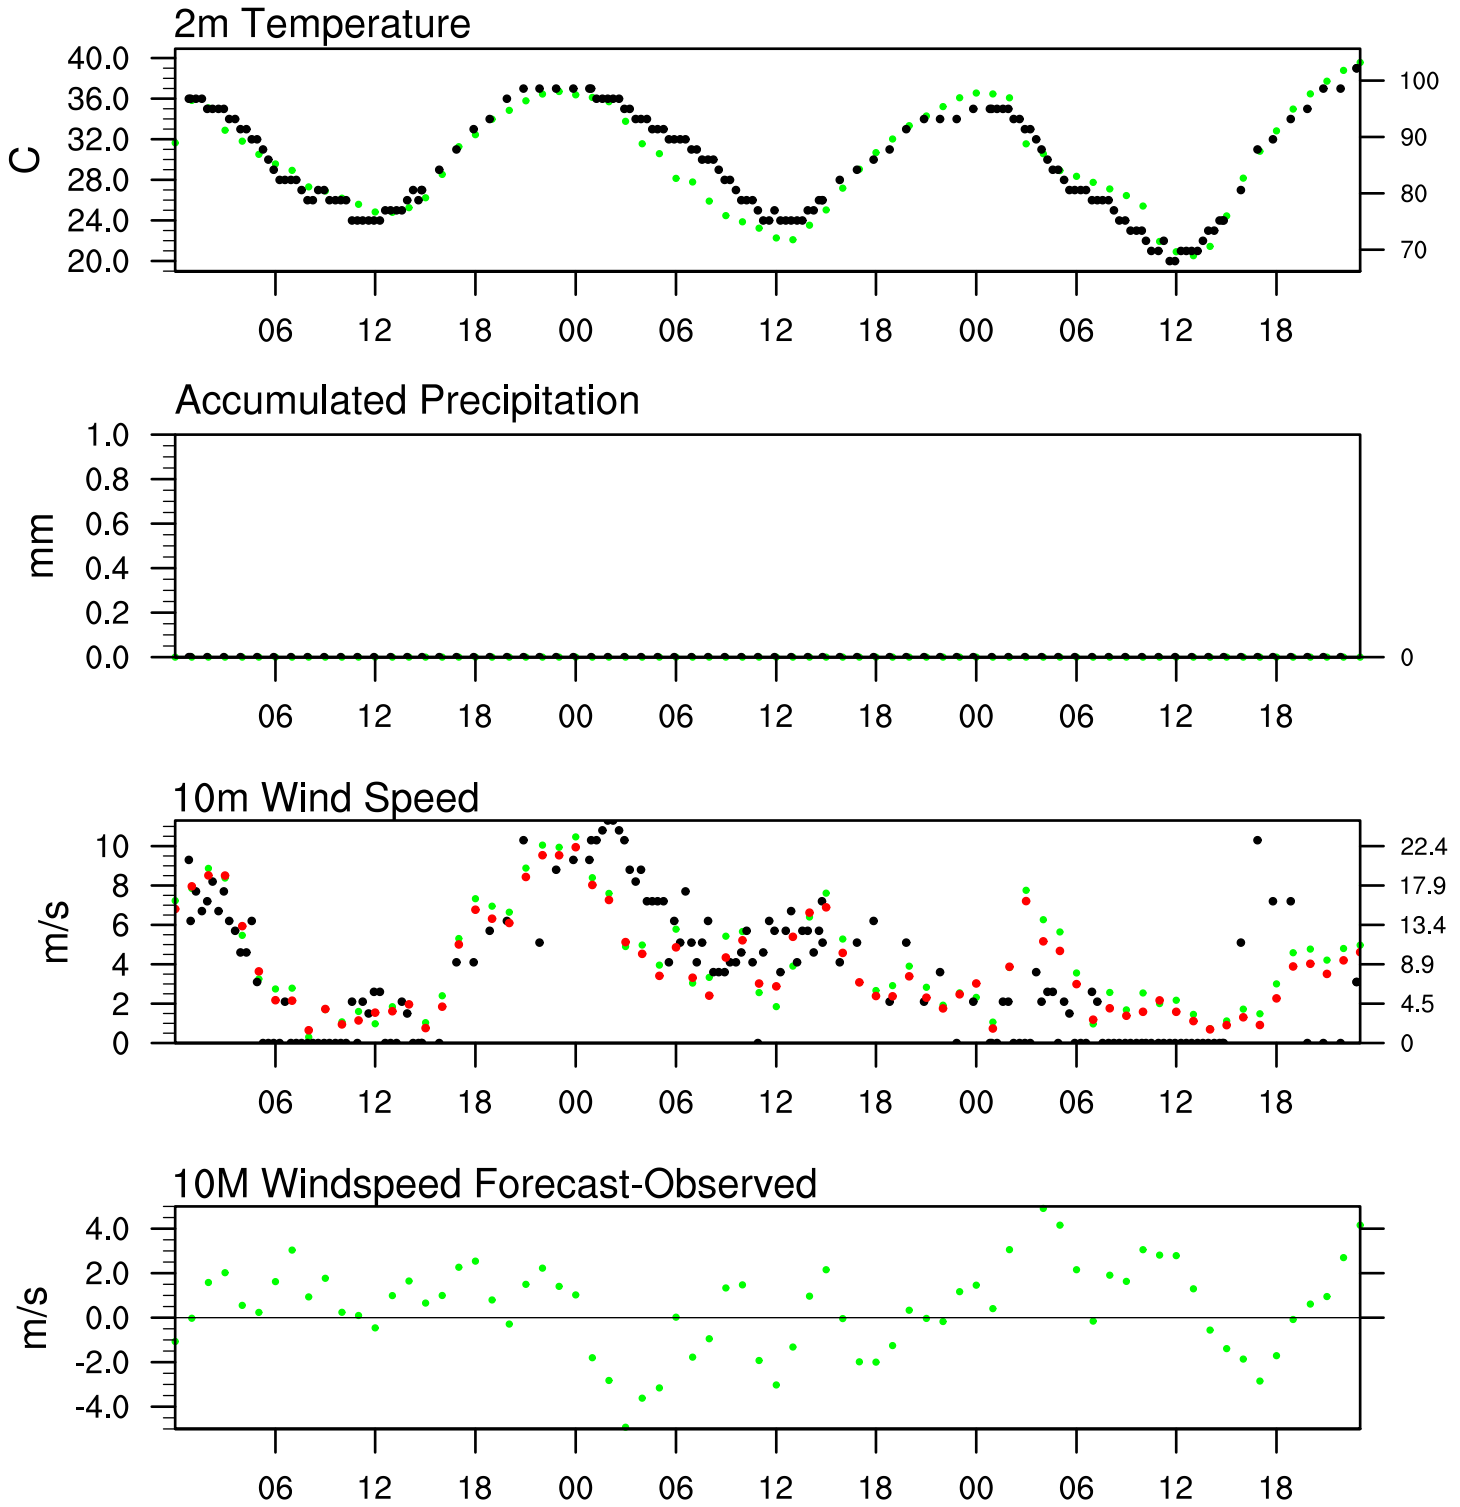 2m Temperature
40.0
36.0
32.0
28.0
24.0
20.0
C
100
90
80
70
06 12 18 00 06 12 18 00 06 12 18
Accumulated Precipitation
1.0
0.8
0.6
0.4
0.2
0.0
mm
0
06 12 18 00 06 12 18 00 06 12 18
10m Wind Speed
10
8
6
4
2
0
m/s
22.4
17.9
13.4
8.9
4.5
0
06 12 18 00 06 12 18 00 06 12 18
10M Windspeed Forecast-Observed
4.0
2.0
0.0
-2.0
-4.0
m/s
06 12 18 00 06 12 18 00 06 12 18